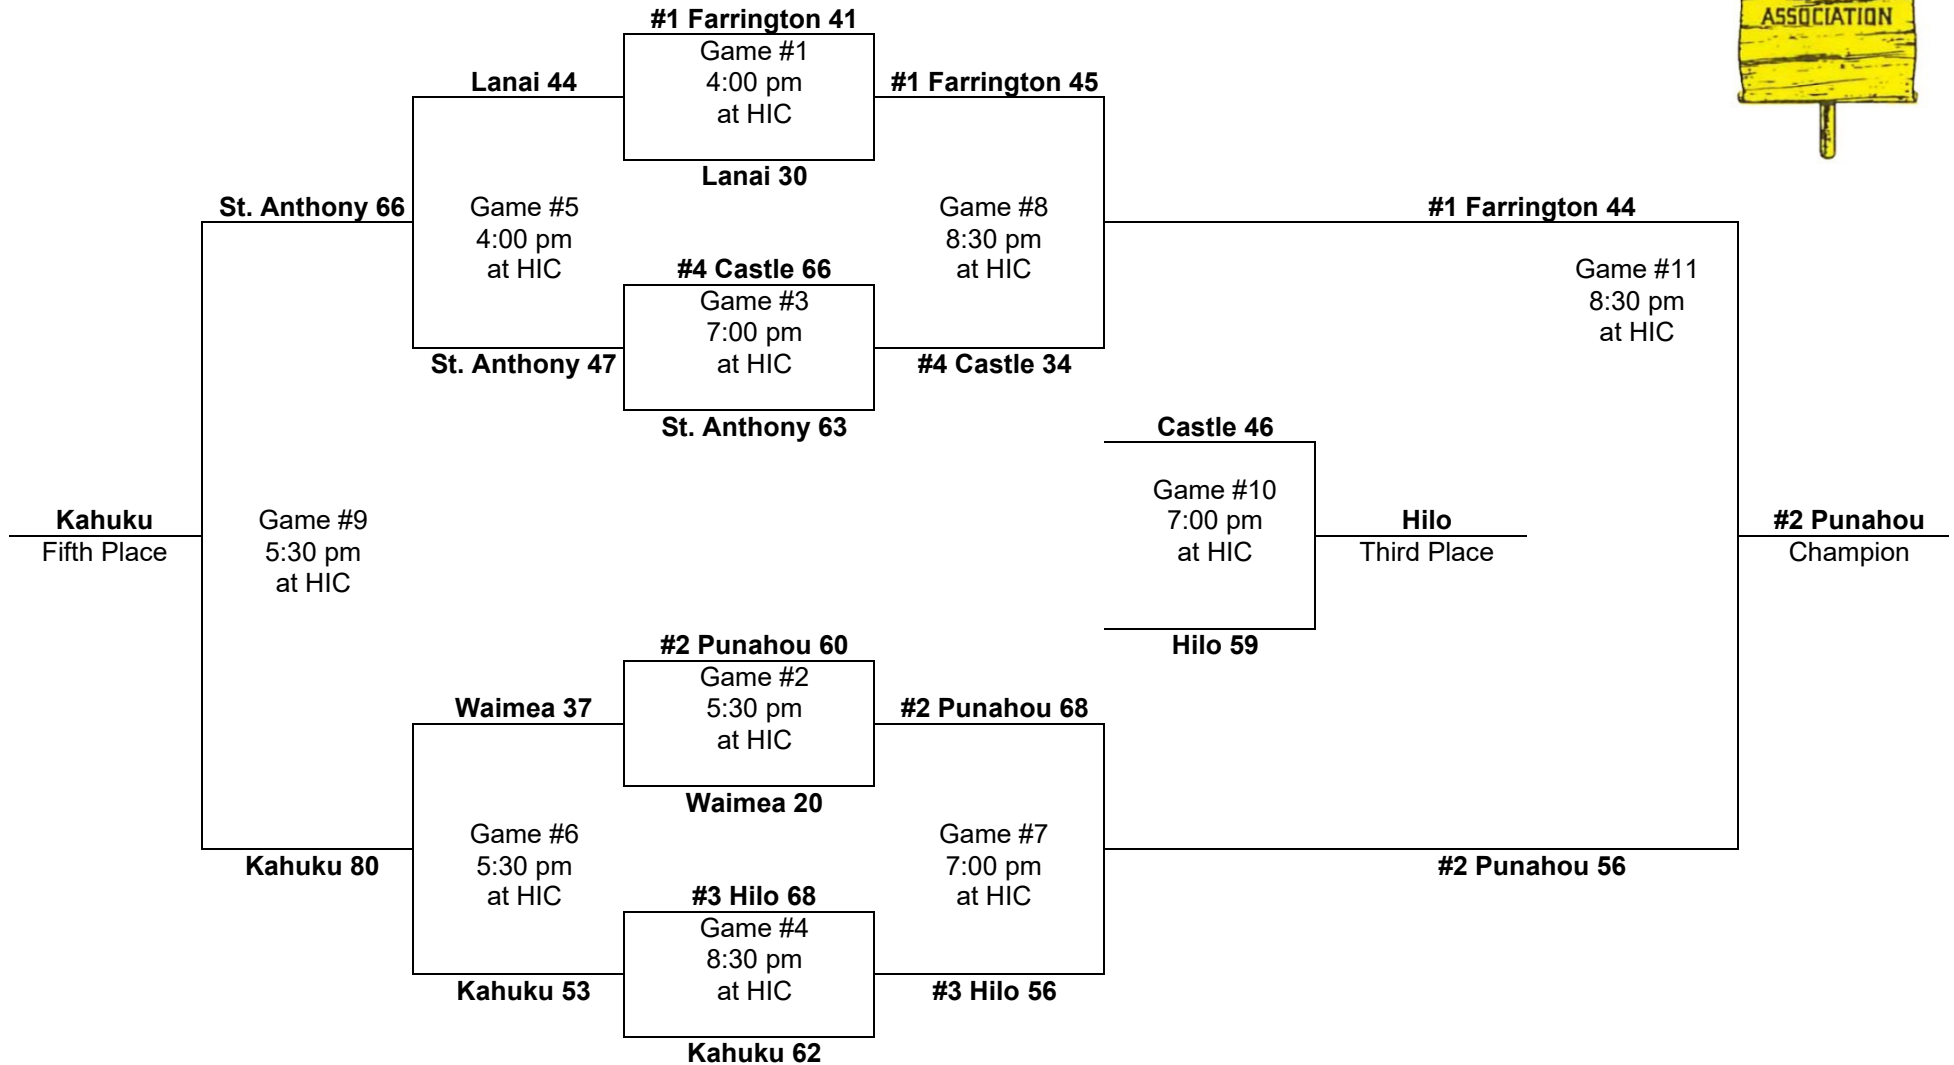 ASSOCIATION
#1 Farrington 41
Game #1
4:00 pm
at HIC
Lanai 30
Lanai 44
#1 Farrington 45
St. Anthony 66
Game #5
4:00 pm
at HIC
Game #8
8:30 pm
at HIC
#1 Farrington 44
#4 Castle 66
Game #3
7:00 pm
at HIC
St. Anthony 63
St. Anthony 47
#4 Castle 34
Game #11
8:30 pm
at HIC
Castle 46
Game #10
7:00 pm
at HIC
Hilo 59
Kahuku
Fifth Place
Game #9
5:30 pm
at HIC
Hilo
Third Place
#2 Punahou
Champion
#2 Punahou 60
Game #2
5:30 pm
at HIC
Waimea 20
Waimea 37
#2 Punahou 68
Kahuku 80
Game #6
5:30 pm
at HIC
Game #7
7:00 pm
at HIC
#2 Punahou 56
#3 Hilo 68
Game #4
8:30 pm
at HIC
Kahuku 62
Kahuku 53
#3 Hilo 56